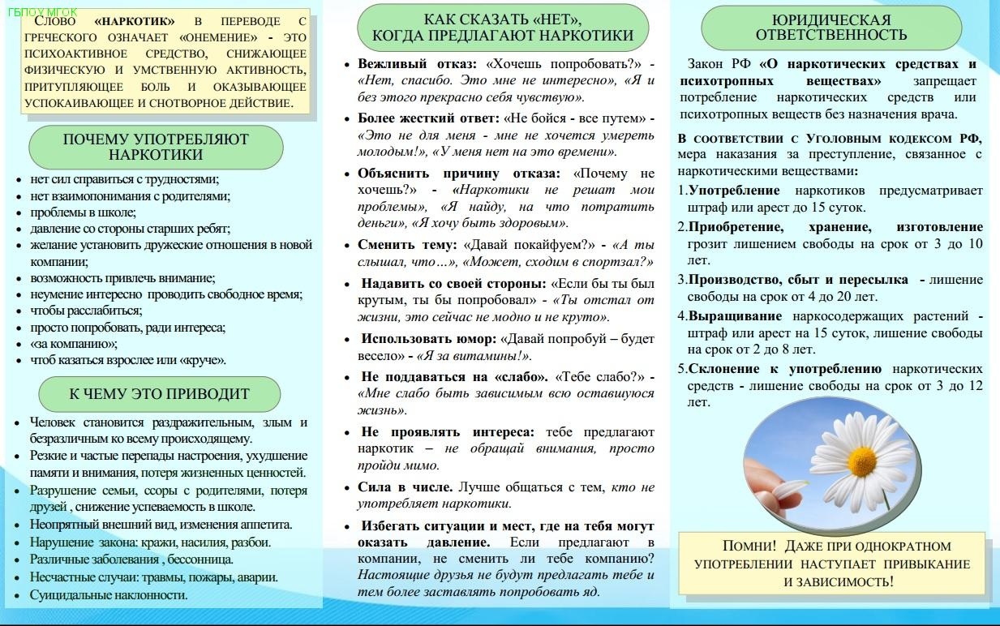 ГБПОУ МГОК
Слово «НАРКОТИК» в переводе с
греческого означает «онемение» - это
психоактивное средство, снижающее
физическую и умственную активность,
притупляющее боль и оказывающее
успокаивающее и снотворное действие.
ПОЧЕМУ УПОТРЕБЛЯЮТ
НАРКОТИКИ
• нет сил справиться с трудностями;
• нет взаимопонимания с родителями;
• проблемы в школе;
• давление со стороны старших ребят;
• желание установить дружеские отношения в новой
компании;
• возможность привлечь внимание;
• неумение интересно проводить свободное время;
• чтобы расслабиться;
• просто попробовать, ради интереса;
• «за компанию»;
• чтоб казаться взрослее или «круче».
К ЧЕМУ ЭТО ПРИВОДИТ
• Человек становится раздражительным, злым и
безразличным ко всему происходящему.
• Резкие и частые перепады настроения, ухудшение
памяти и внимания, потеря жизненных ценностей.
• Разрушение семьи, ссоры с родителями, потеря
друзей , снижение успеваемость в школе.
• Неопрятный внешний вид, изменения аппетита.
• Нарушение закона: кражи, насилия, разбои.
• Различные заболевания , бессонница.
• Несчастные случаи: травмы, пожары, аварии.
• Суицидальные наклонности.
КАК СКАЗАТЬ «НЕТ»,
КОГДА ПРЕДЛАГАЮТ НАРКОТИКИ
• Вежливый отказ: «Хочешь попробовать?» -
«Нет, спасибо. Это мне не интересно», «Я и
без этого прекрасно себя чувствую».
• Более жесткий ответ: «Не бойся - все путем» -
«Это не для меня - мне не хочется умереть
молодым!», «У меня нет на это времени».
• Объяснить причину отказа: «Почему не
хочешь?» - «Наркотики не решат мои
проблемы», «Я найду, на что потратить
деньги», «Я хочу быть здоровым».
• Сменить тему: «Давай покайфуем?» - «А ты
слышал, что…», «Может, сходим в спортзал?»
• Надавить со своей стороны: «Если бы ты был
крутым, ты бы попробовал» - «Ты отстал от
жизни, это сейчас не модно и не круто».
• Использовать юмор: «Давай попробуй – будет
весело» - «Я за витамины!».
• Не поддаваться на «слабо». «Тебе слабо?» -
«Мне слабо быть зависимым всю оставшуюся
жизнь».
• Не проявлять интереса: тебе предлагают
наркотик – не обращай внимания, просто
пройди мимо.
• Сила в числе. Лучше общаться с тем, кто не
употребляет наркотики.
• Избегать ситуации и мест, где на тебя могут
оказать давление. Если предлагают в
компании, не сменить ли тебе компанию?
Настоящие друзья не будут предлагать тебе и
тем более заставлять попробовать яд.
ЮРИДИЧЕСКАЯ
ОТВЕТСТВЕННОСТЬ
Закон РФ «О наркотических средствах и
психотропных веществах» запрещает
потребление наркотических средств или
психотропных веществ без назначения врача.
В соответствии с Уголовным кодексом РФ,
мера наказания за преступление, связанное с
наркотическими веществами:
1.Употребление наркотиков предусматривает
штраф или арест до 15 суток.
2.Приобретение, хранение, изготовление
грозит лишением свободы на срок от 3 до 10
лет.
3.Производство, сбыт и пересылка - лишение
свободы на срок от 4 до 20 лет.
4.Выращивание наркосодержащих растений -
штраф или арест на 15 суток, лишение свободы
на срок от 2 до 8 лет.
5.Склонение к употреблению наркотических
средств - лишение свободы на срок от 3 до 12
лет.
Помни! Даже при однократном
употреблении наступает привыкание
и зависимость!